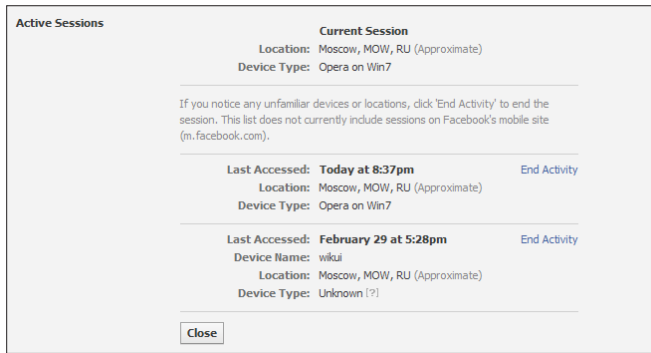 Active Sessions
Current Session
Location: Moscow, MOW, RU (Approximate)
Device Type: Opera on Win7
If you notice any unfamiliar devices or locations, click 'End Activity' to end the
session. This list does not currently include sessions on Facebook's mobile site
(m.facebook.com).
Last Accessed: Today at 8:37pm End Activity
Location: Moscow, MOW, RU (Approximate)
Device Type: Opera on Win7
Last Accessed: February 29 at 5:28pm End Activity
Device Name: wikui
Location: Moscow, MOW, RU (Approximate)
Device Type: Unknown [?]
Close